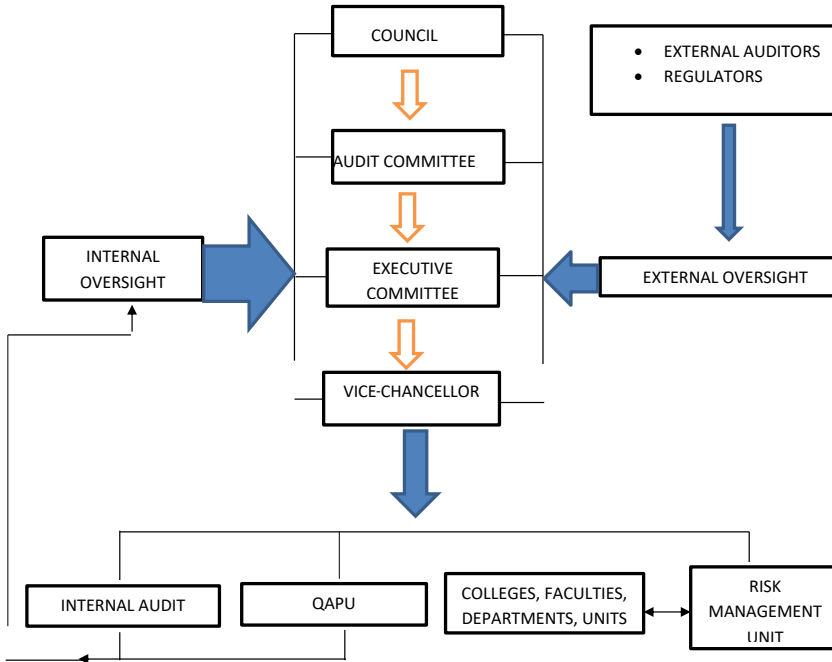 COUNCIL
• EXTERNAL AUDITORS
• REGULATORS
AUDIT COMMITTEE
INTERNAL
OVERSIGHT
EXECUTIVE
COMMITTEE
EXTERNAL OVERSIGHT
VICE-CHANCELLOR
INTERNAL AUDIT
QAPU
COLLEGES, FACULTIES,
DEPARTMENTS, UNITS
RISK
MANAGEMENT
UNIT